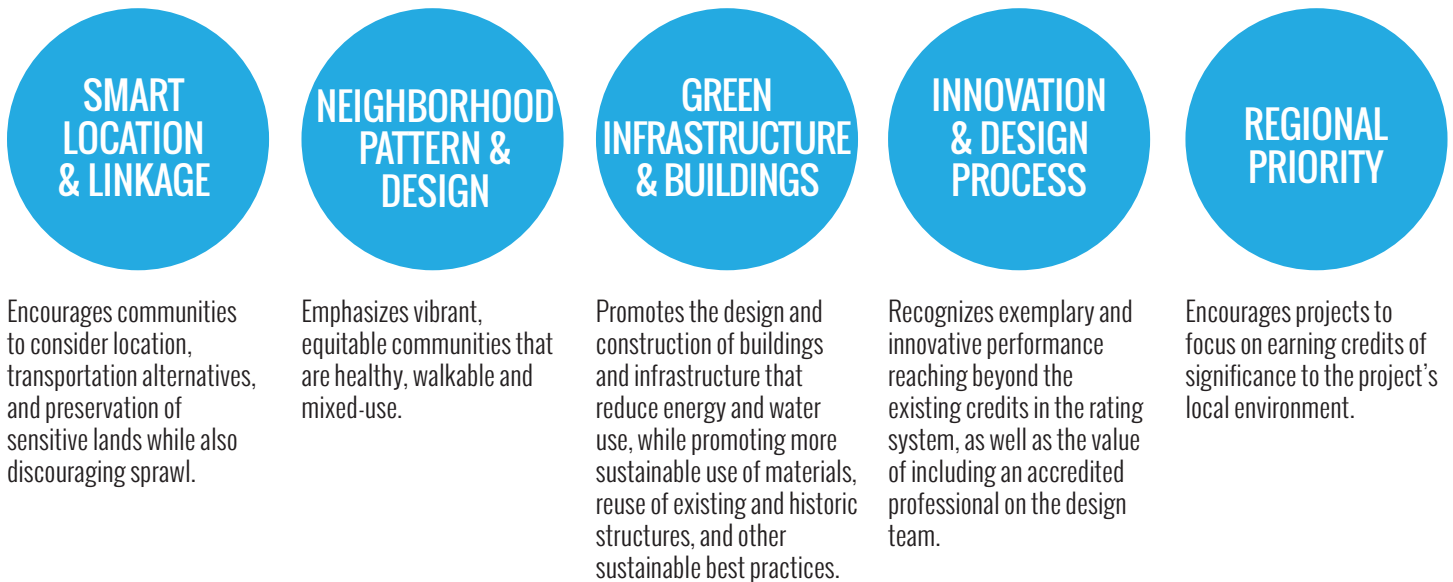 SMART
LOCATION
& LINKAGE
Encourages communities
to consider location,
transportation alternatives,
and preservation of
sensitive lands while also
discouraging sprawl.
NEIGHBORHOOD
PATTERN &
DESIGN
Emphasizes vibrant,
equitable communities that
are healthy, walkable and
mixed-use.
GREEN
INFRASTRUCTURE
& BUILDINGS
Promotes the design and
construction of buildings
and infrastructure that
reduce energy and water
use, while promoting more
sustainable use of materials,
reuse of existing and historic
structures, and other
sustainable best practices.
INNOVATION
& DESIGN
PROCESS
Recognizes exemplary and
innovative performance
reaching beyond the
existing credits in the rating
system, as well as the value
of including an accredited
professional on the design
team.
REGIONAL
PRIORITY
Encourages projects to
focus on earning credits of
significance to the project's
local environment.